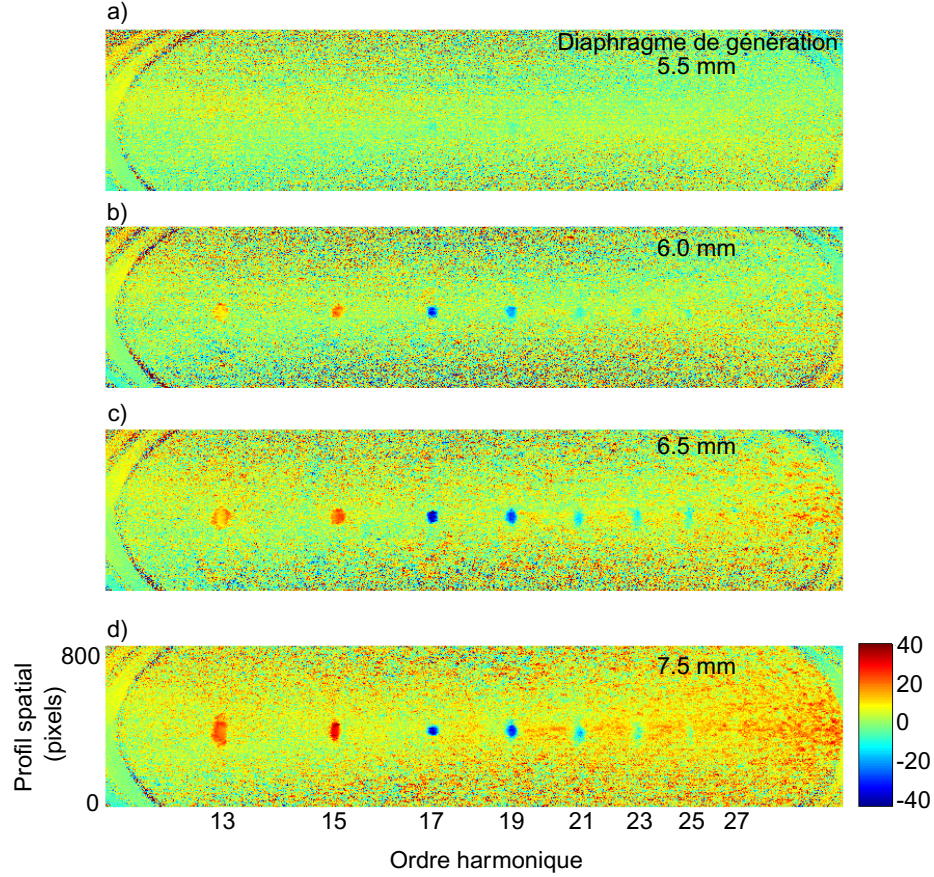 a)
Diaphragme de génération
5.5 mm
b)
6.0 mm
c)
6.5 mm
d)
7.5 mm
800
0
Profil spatial
(pixels)
40
20
0
-20
-40
13 15 17 19 21 23 25 27
Ordre harmonique